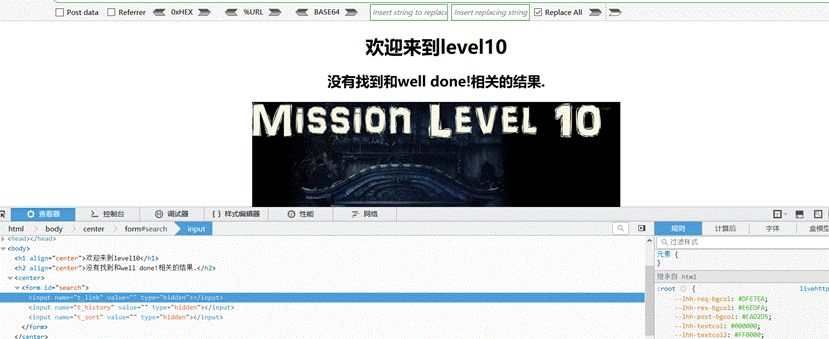 Post data Referrer 0xHEX %URL BASE64 Insert string to replace Insert replacing string Replace All
欢迎来到level10
没有找到和well done!相关的结果.
MISSION LEVEL 10
查看器 控制台 调试器 { } 样式编辑器 性能 网络
html body center form#search input 规则 计算后 字体 盒模型
<head></head> 过滤样式
<body> 元素 {
<h1 align="center">欢迎来到level10</h1> }
<h2 align="center">没有找到和well done!相关的结果.</h2> 继承自 html
<center> :root { livehttp
<form id="search"> --lhh-req-bgcol: #DFE7EA;
<input name="t_link" value="" type="hidden"></input> --lhh-res-bgcol: #E6EDFA;
<input name="t_history" value="" type="hidden"></input> --lhh-post-bgcol: #CAD2D5;
<input name="t_sort" value="" type="hidden"></input> --lhh-textcol: #000000;
</form> --lhh-textcol2: #FF0000;
</center>